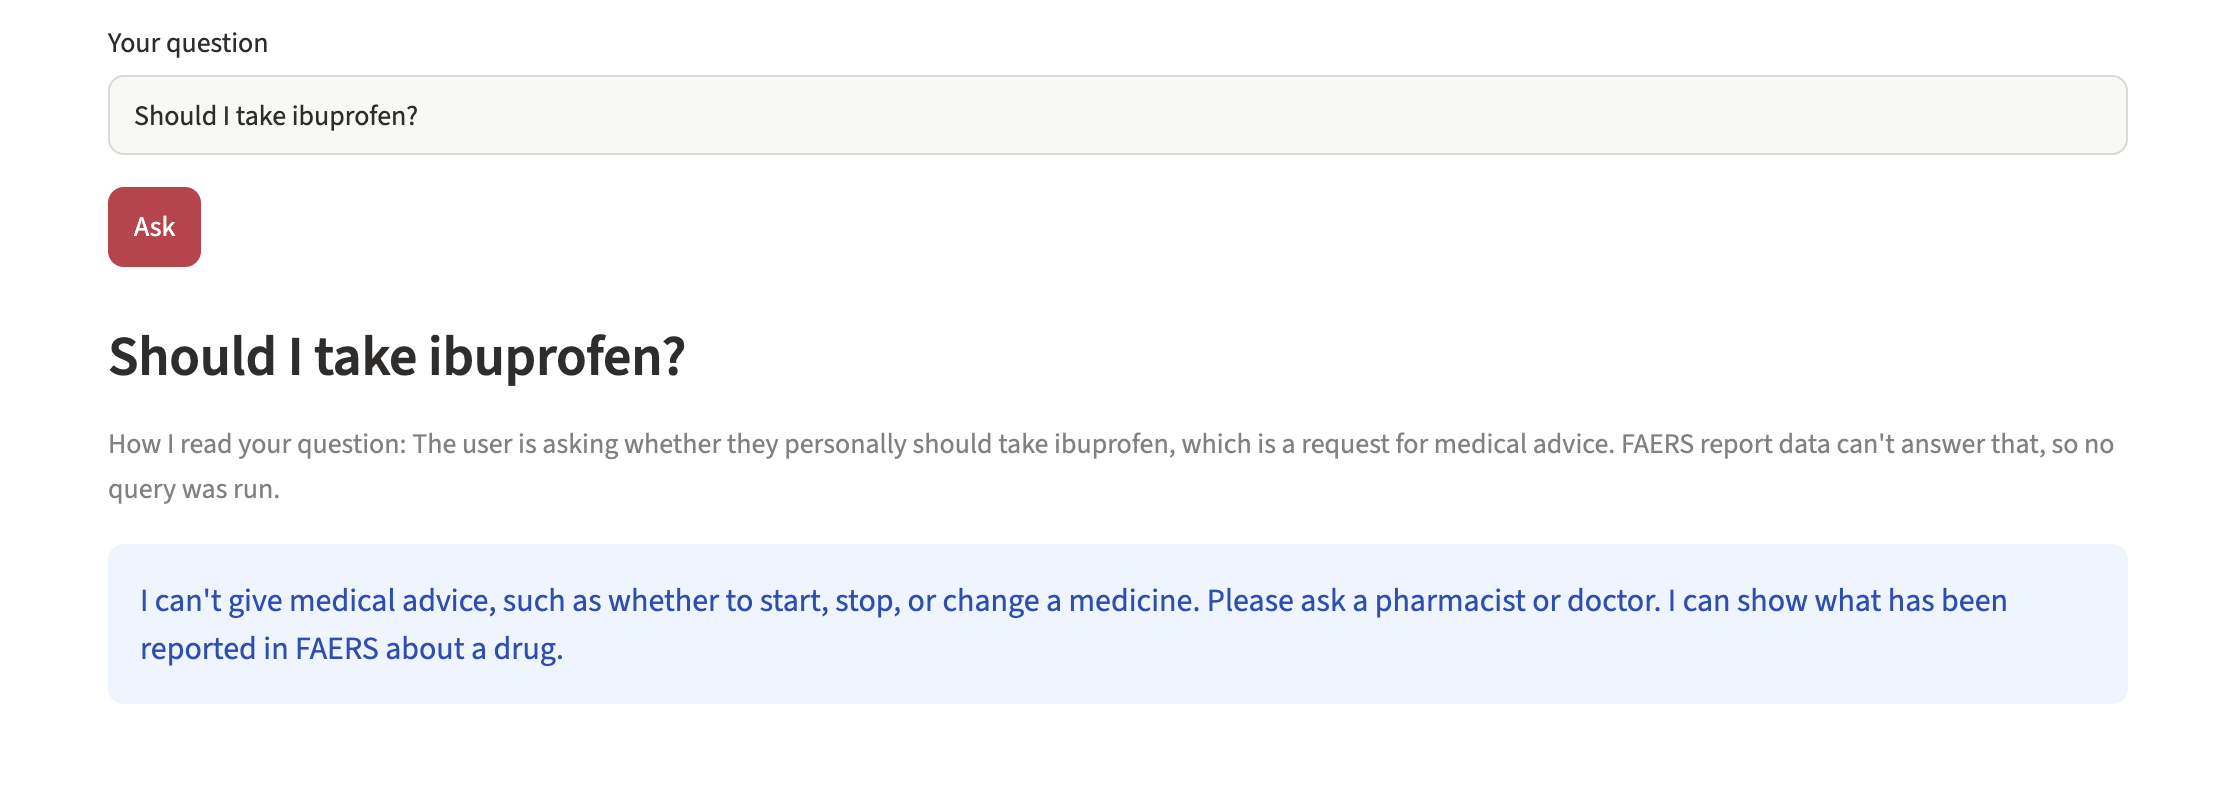 Your question
Should I take ibuprofen?
Ask
Should I take ibuprofen?
How I read your question: The user is asking whether they personally should take ibuprofen, which is a request for medical advice. FAERS report data can't answer that, so no
query was run.
I can't give medical advice, such as whether to start, stop, or change a medicine. Please ask a pharmacist or doctor. I can show what has been
reported in FAERS about a drug.